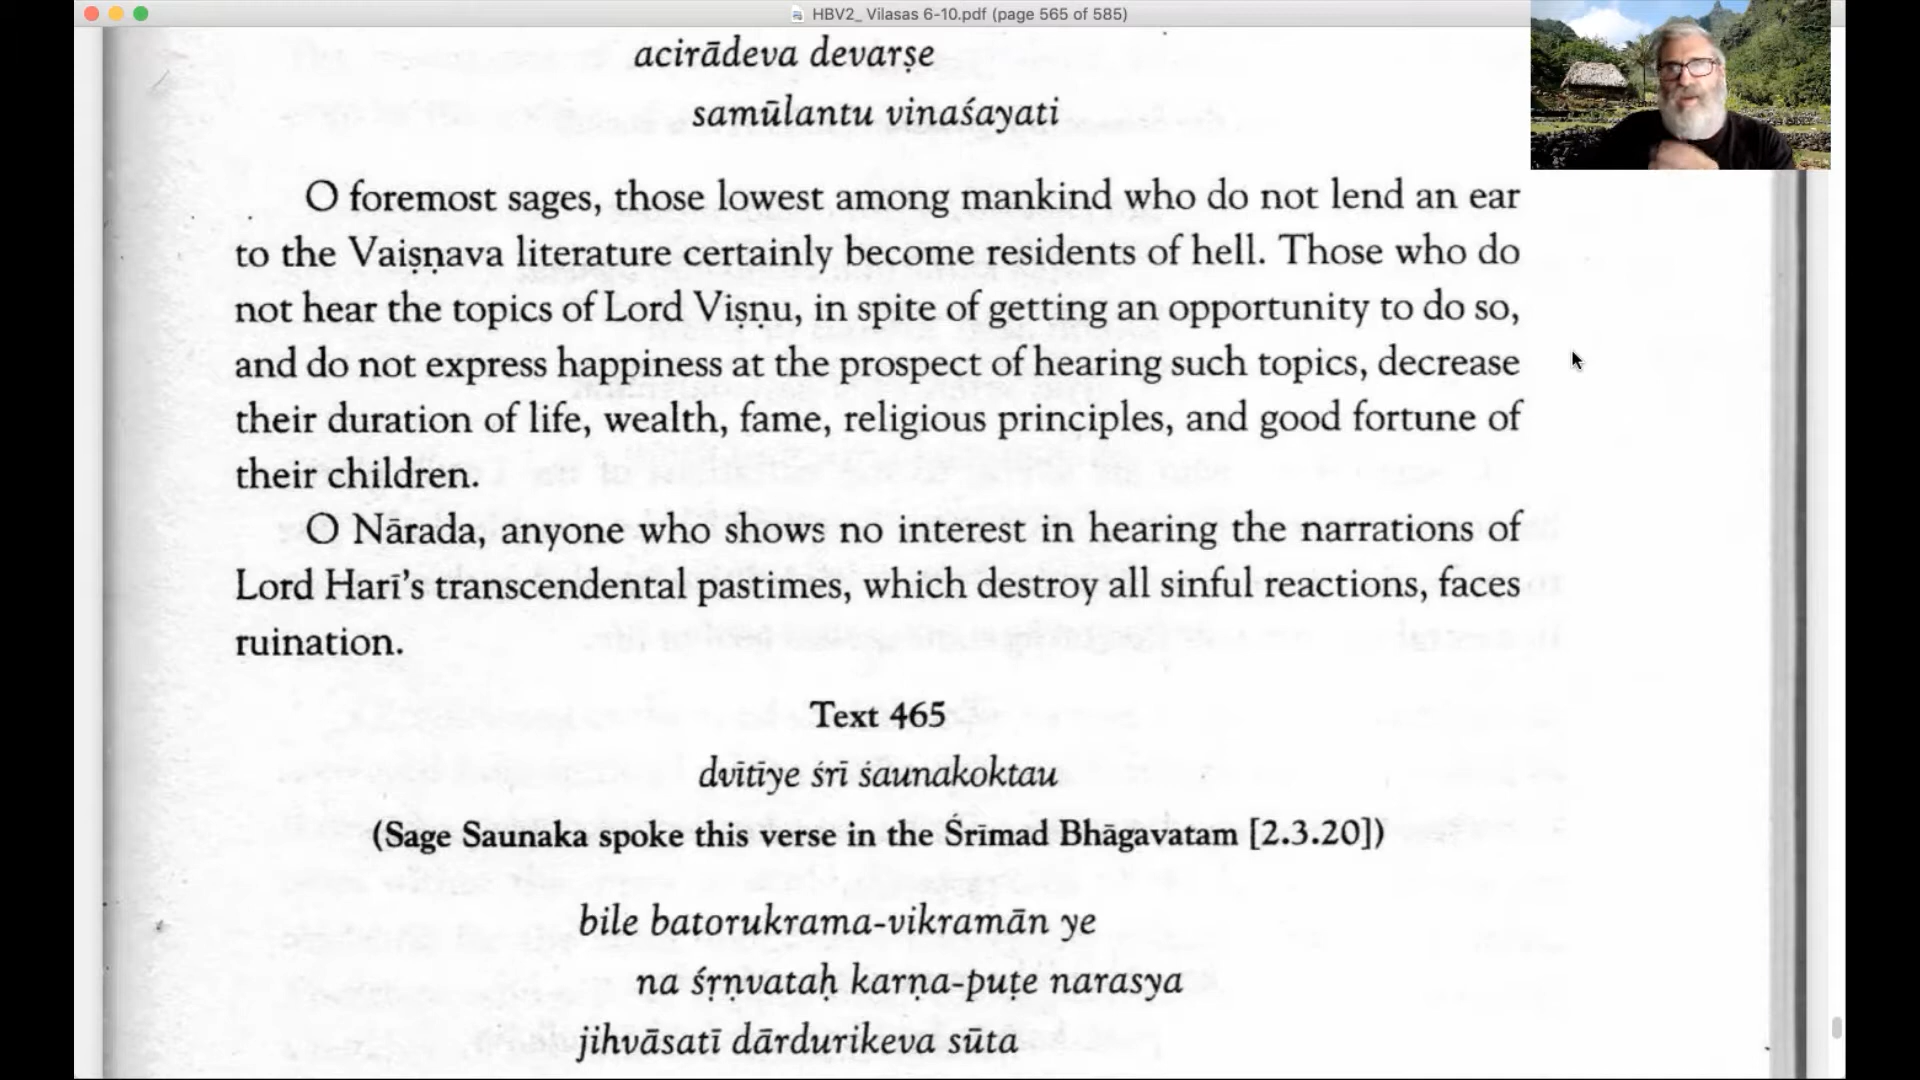 HBV2_ Vilasas 6-10.pdf (page 565 of 585)
acirādeva devarṣe
samūlantu vinaśayati
O foremost sages, those lowest among mankind who do not lend an ear
to the Vaiṣṇava literature certainly become residents of hell. Those who do
not hear the topics of Lord Viṣṇu, in spite of getting an opportunity to do so,
and do not express happiness at the prospect of hearing such topics, decrease
their duration of life, wealth, fame, religious principles, and good fortune of
their children.
O Nārada, anyone who shows no interest in hearing the narrations of
Lord Hari's transcendental pastimes, which destroy all sinful reactions, faces
ruination.
Text 465
dvitīye śrī śaunakoktau
(Sage Saunaka spoke this verse in the Śrīmad Bhāgavatam [2.3.20])
bile batorukrama-vikramān ye
na śṛṇvataḥ karṇa-puṭe narasya
jihvāsatī dārdurikeva sūta